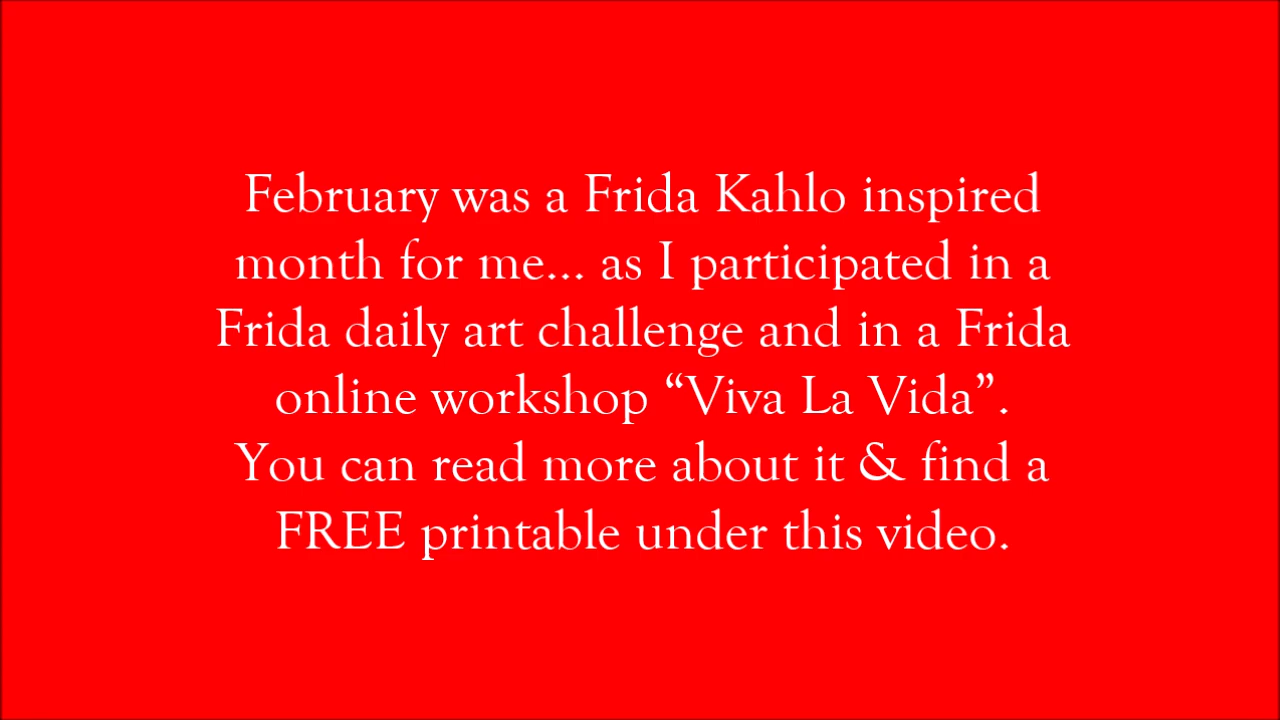 February was a Frida Kahlo inspired
month for me... as I participated in a
Frida daily art challenge and in a Frida
online workshop “Viva La Vida”.
You can read more about it & find a
FREE printable under this video.